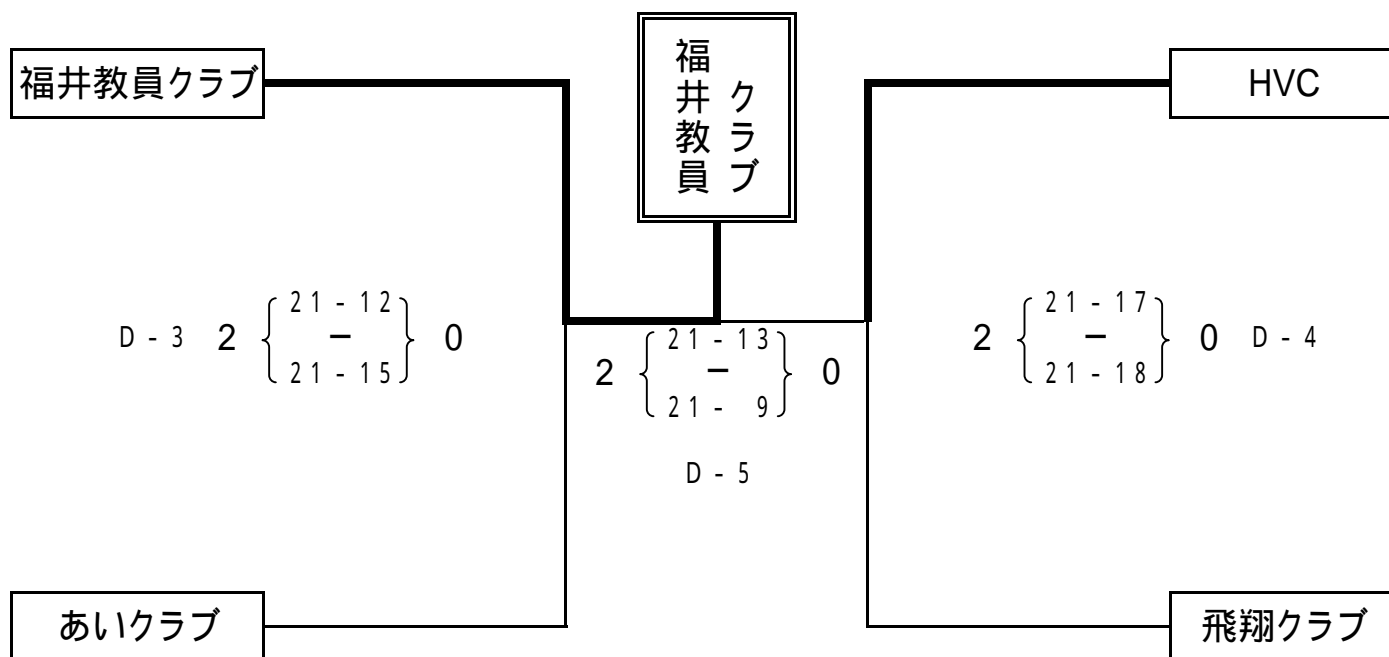 福井教員
クラブ
福井教員クラブ
HVC
21-12
D-3 2 - 0
21-15
21-17
2 - 0 D-4
21-18
21-13
2 - 0
21- 9
D-5
あいクラブ
飛翔クラブ